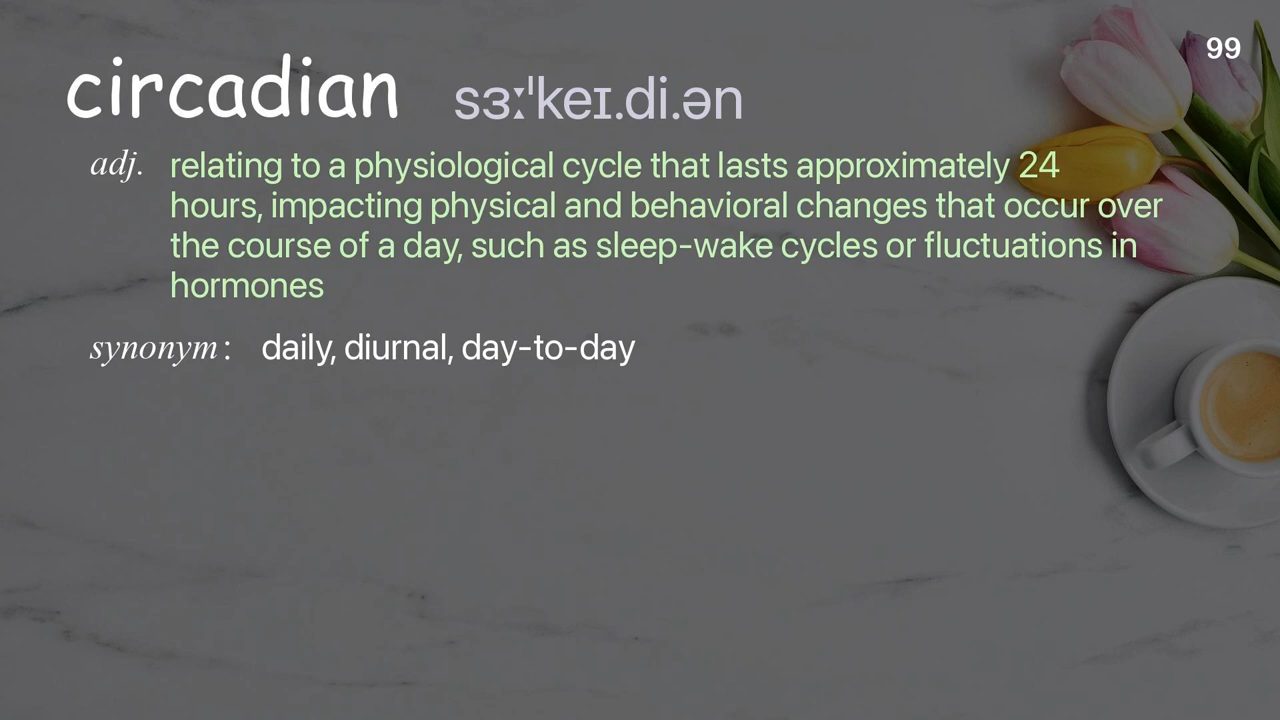 99
circadian sɜːˈkeɪ.di.ən
adj. relating to a physiological cycle that lasts approximately 24
hours, impacting physical and behavioral changes that occur over
the course of a day, such as sleep-wake cycles or fluctuations in
hormones
synonym: daily, diurnal, day-to-day